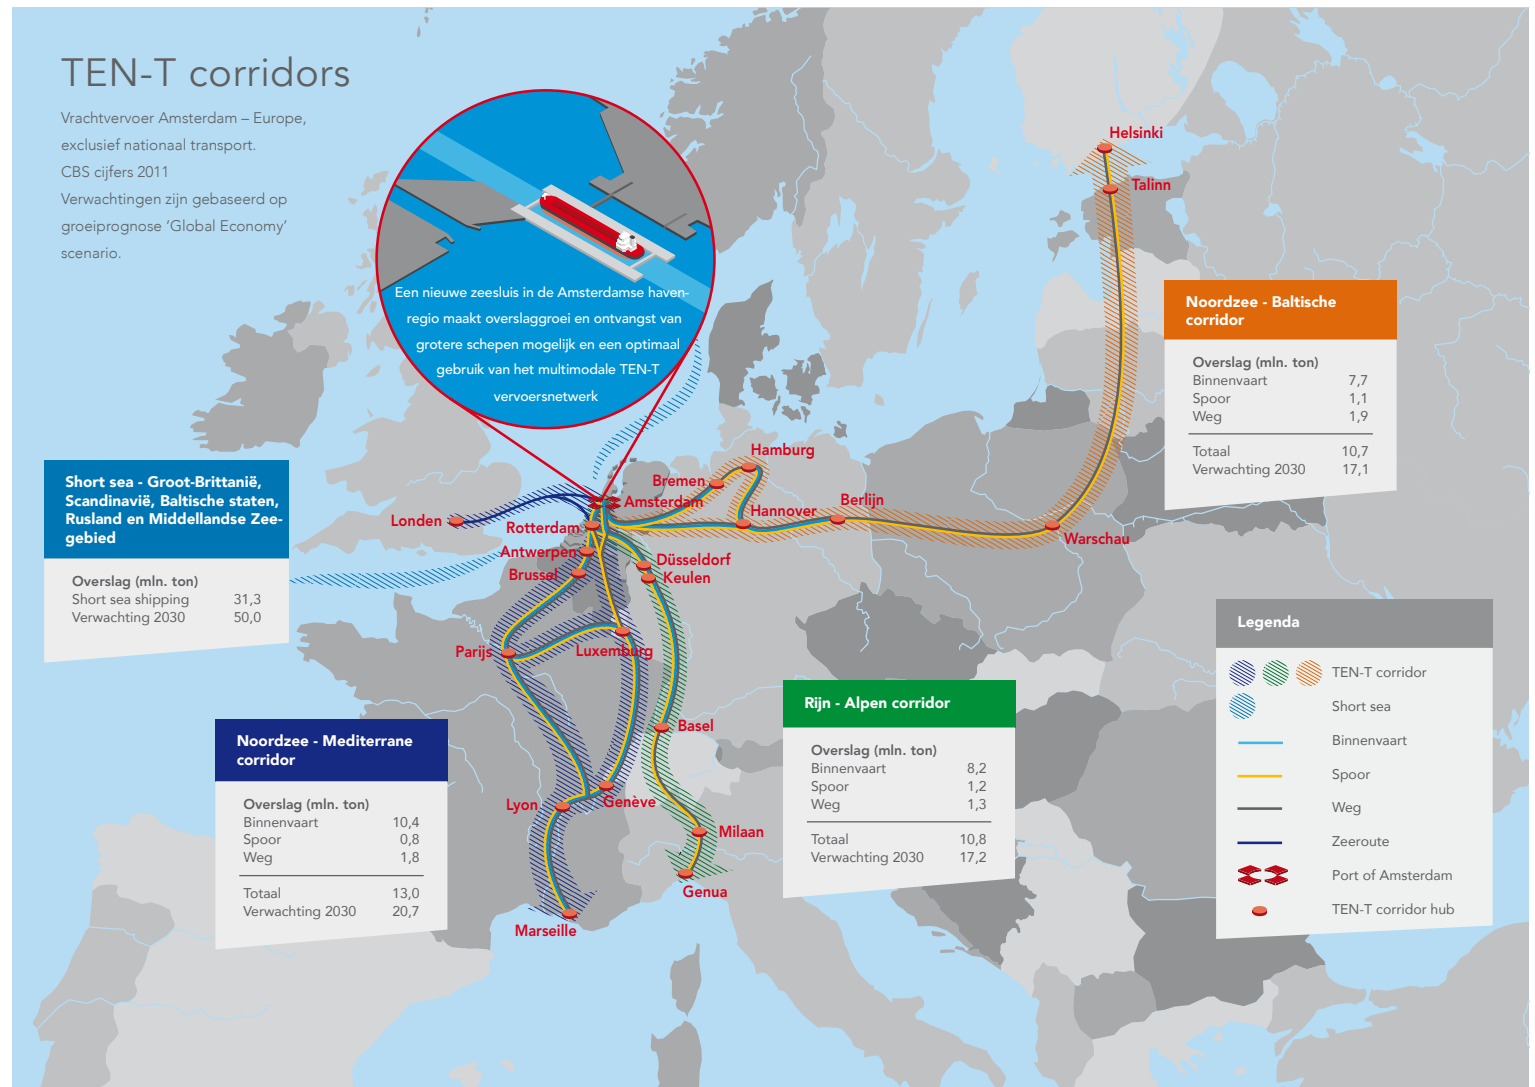 TEN-T corridors
Vrachtvervoer Amsterdam – Europe,
exclusief nationaal transport.
CBS cijfers 2011
Verwachtingen zijn gebaseerd op
groeiprognose ‘Global Economy’
scenario.
Een nieuwe zeesluis in de Amsterdamse haven-
regio maakt overslaggroei en ontvangst van
grotere schepen mogelijk en een optimaal
gebruik van het multimodale TEN-T
vervoersnetwerk
Helsinki
Talinn
Noordzee - Baltische
corridor
Overslag (mln. ton)
Binnenvaart 7,7
Spoor 1,1
Weg 1,9
Totaal 10,7
Verwachting 2030 17,1
Short sea - Groot-Brittanië,
Scandinavië, Baltische staten,
Rusland en Middellandse Zee-
gebied
Overslag (mln. ton)
Short sea shipping 31,3
Verwachting 2030 50,0
Hamburg
Bremen
Amsterdam
Berlijn
Hannover
Londen
Rotterdam
Warschau
Antwerpen
Düsseldorf
Brussel
Keulen
Parijs
Luxemburg
Basel
Lyon
Genève
Milaan
Genua
Marseille
Noordzee - Mediterrane
corridor
Overslag (mln. ton)
Binnenvaart 10,4
Spoor 0,8
Weg 1,8
Totaal 13,0
Verwachting 2030 20,7
Rijn - Alpen corridor
Overslag (mln. ton)
Binnenvaart 8,2
Spoor 1,2
Weg 1,3
Totaal 10,8
Verwachting 2030 17,2
Legenda
TEN-T corridor
Short sea
Binnenvaart
Spoor
Weg
Zeeroute
Port of Amsterdam
TEN-T corridor hub